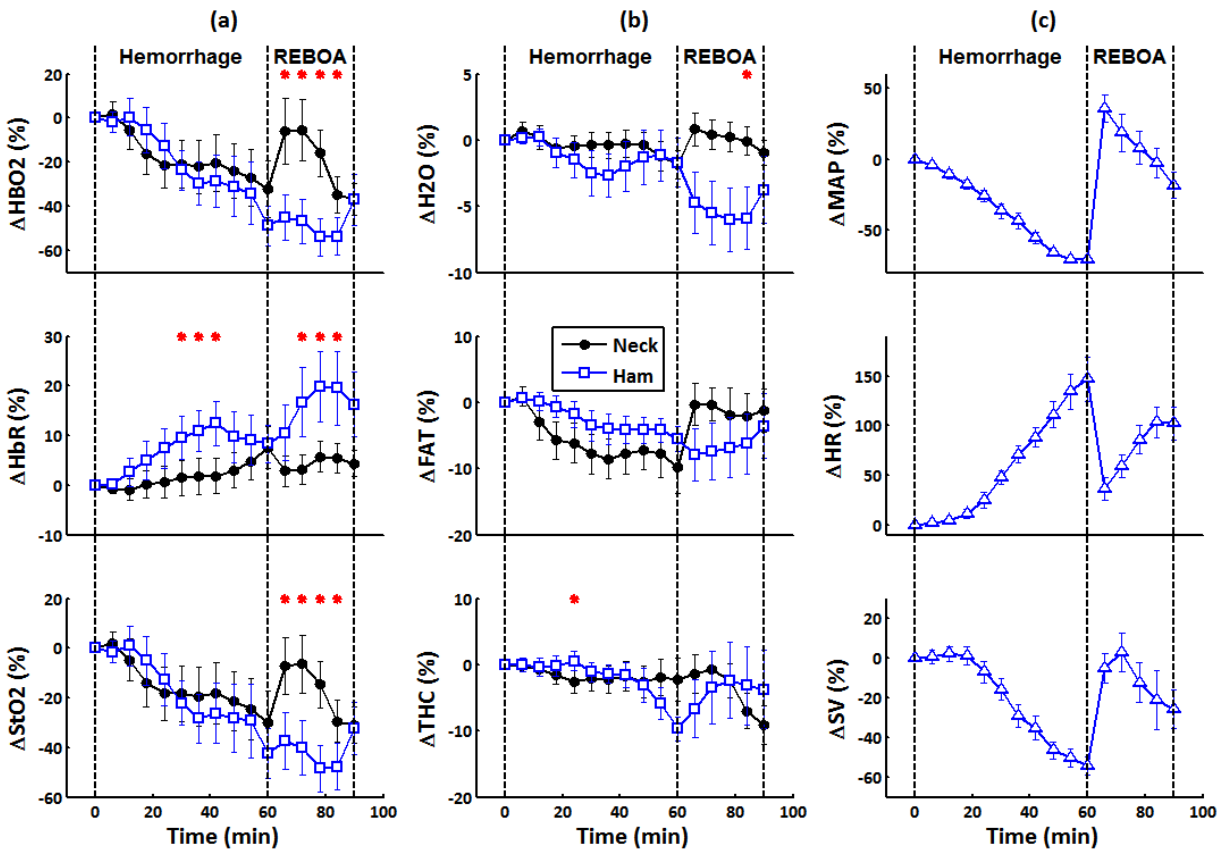 (a) (b) (c)
Hemorrhage REBOA Hemorrhage REBOA Hemorrhage REBOA
ΔHBO2 (%)
20
0
-20
-40
-60
ΔH2O (%)
5
0
-5
-10
ΔMAP (%)
50
0
-50
ΔHbR (%)
30
20
10
0
-10
ΔFAT (%)
10
0
-10
-20
Neck
Ham
ΔHR (%)
150
100
50
0
ΔStO2 (%)
20
0
-20
-40
-60
ΔTHC (%)
10
0
-10
-20
ΔSV (%)
20
0
-20
-40
-60
0 20 40 60 80 100
0 20 40 60 80 100
0 20 40 60 80 100
Time (min) Time (min) Time (min)